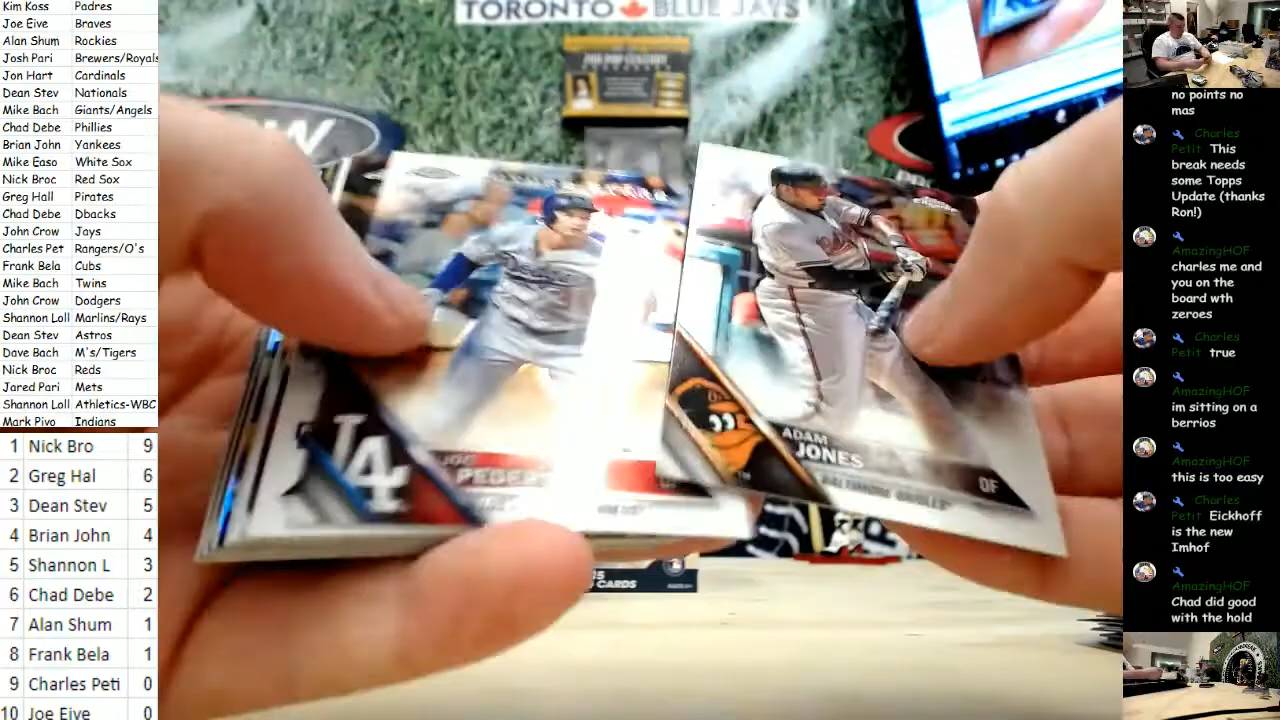 Kim Koss Padres
Joe Eive Braves
Alan Shum Rockies
Josh Pari Brewers/Royals
Jon Hart Cardinals
Dean Stev Nationals
Mike Bach Giants/Angels
Chad Debe Phillies
Brian John Yankees
Mike Easo White Sox
Nick Broc Red Sox
Greg Hall Pirates
Chad Debe Dbacks
John Crow Jays
Charles Pet Rangers/O's
Frank Bela Cubs
Mike Bach Twins
John Crow Dodgers
Shannon Loll Marlins/Rays
Dean Stev Astros
Dave Bach M's/Tigers
Nick Broc Reds
Jared Pari Mets
Shannon Loll Athletics-WBC
Mark Pivo Indians
1 Nick Bro 9
2 Greg Hal 6
3 Dean Stev 5
4 Brian John 4
5 Shannon L 3
6 Chad Debe 2
7 Alan Shum 1
8 Frank Bela 1
9 Charles Peti 0
10 Joe Eive 0
TORONTO BLUE JAYS
LA
JOC
PEDER
ADAM
JONES
BALTIMORE ORIOLES
OF
CARDS
no points no
mas
Charles
Petit This
break needs
some Topps
Update (thanks
Ron!)
AmazingHOF
charles me and
you on the
board wth
zeroes
Charles
Petit true
AmazingHOF
im sitting on a
berrios
AmazingHOF
this is too easy
Charles
Petit Eickhoff
is the new
Imhof
AmazingHOF
Chad did good
with the hold